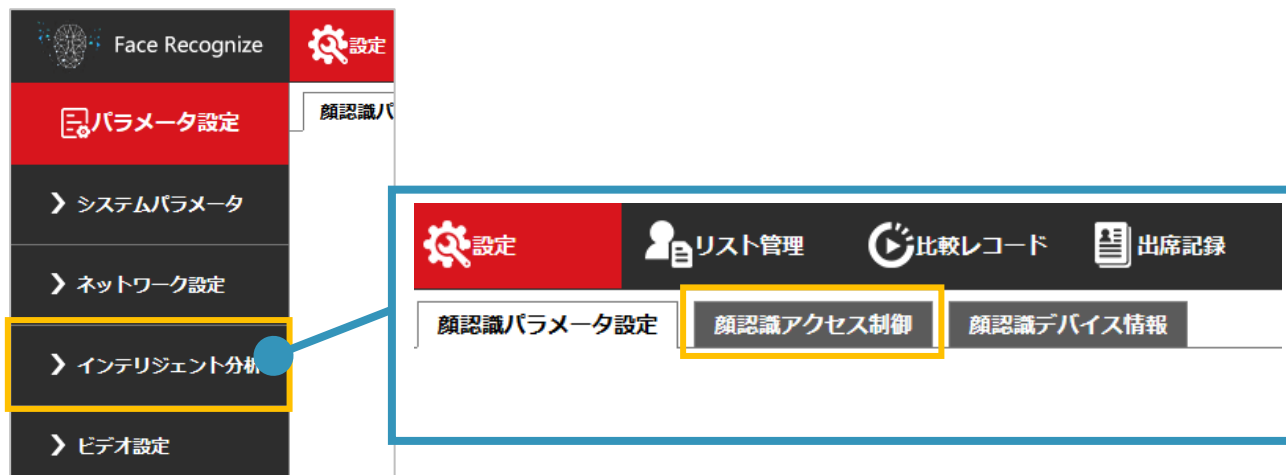 Face Recognize
設定
パラメータ設定
顔認識パ
システムパラメータ
ネットワーク設定
インテリジェント分析
ビデオ設定
設定
リスト管理
比較レコード
出席記録
顔認識パラメータ設定
顔認識アクセス制御
顔認識デバイス情報